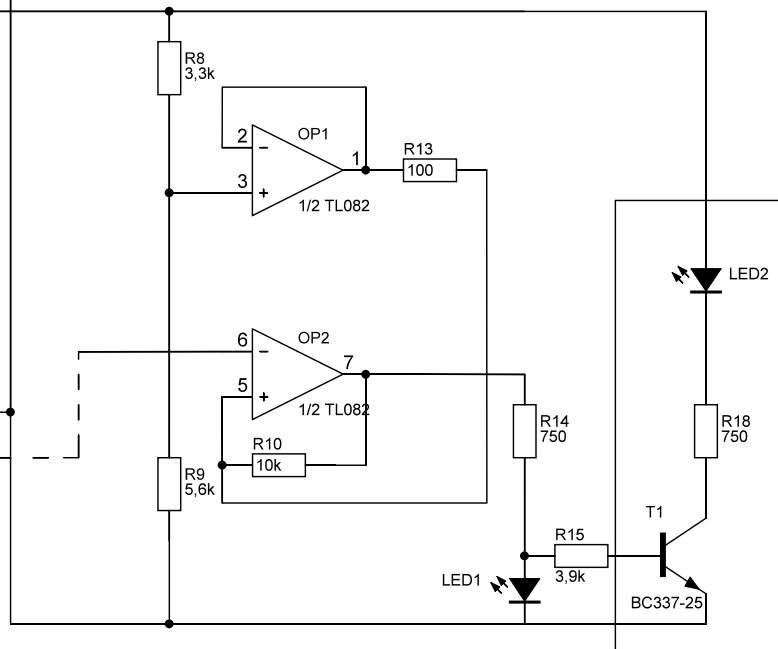 R8
3,3k
OP1
2
−
1
3
+
1/2 TL082
R13
100
LED2
OP2
6
−
7
5
+
1/2 TL082
R14
750
R18
750
R10
10k
R9
5,6k
T1
R15
3,9k
LED1
BC337-25